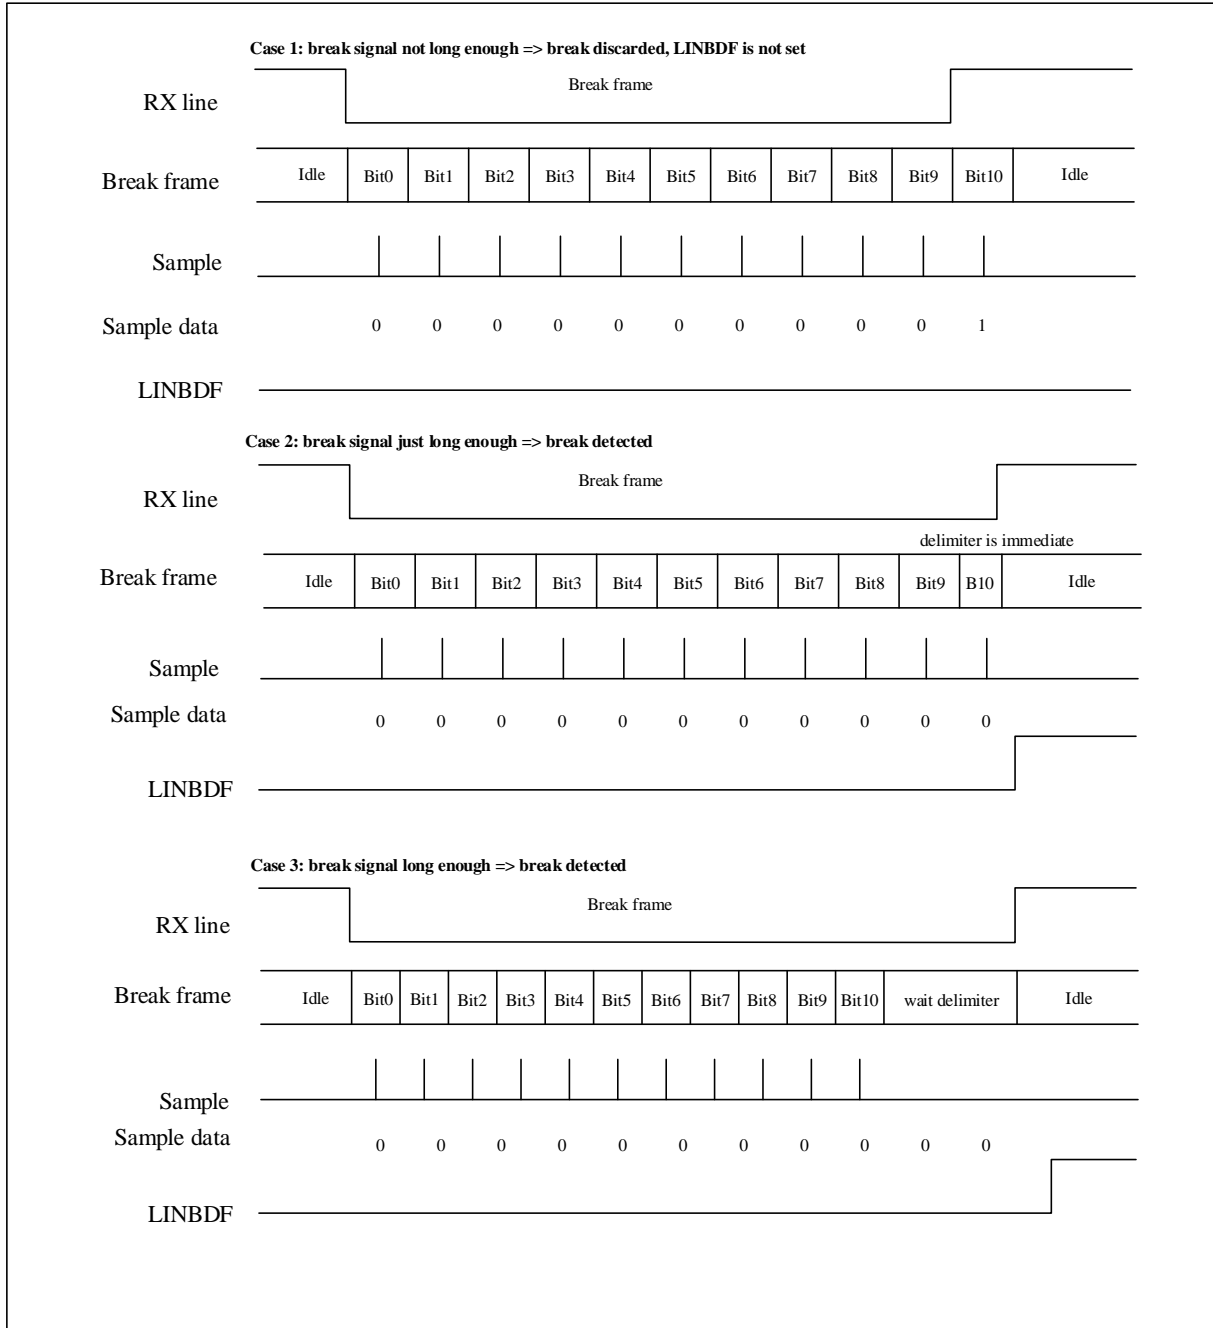 Case 1: break signal not long enough => break discarded, LINBDF is not set
RX line
Break frame
Break frame
Idle Bit0 Bit1 Bit2 Bit3 Bit4 Bit5 Bit6 Bit7 Bit8 Bit9 Bit10 Idle
Sample
Sample data
0 0 0 0 0 0 0 0 0 0 1
LINBDF
Case 2: break signal just long enough => break detected
RX line
Break frame
delimiter is immediate
Break frame
Idle Bit0 Bit1 Bit2 Bit3 Bit4 Bit5 Bit6 Bit7 Bit8 Bit9 B10 Idle
Sample
Sample data
0 0 0 0 0 0 0 0 0 0 0
LINBDF
Case 3: break signal long enough => break detected
RX line
Break frame
Break frame
Idle Bit0 Bit1 Bit2 Bit3 Bit4 Bit5 Bit6 Bit7 Bit8 Bit9 Bit10 wait delimiter Idle
Sample
Sample data
0 0 0 0 0 0 0 0 0 0 0
LINBDF